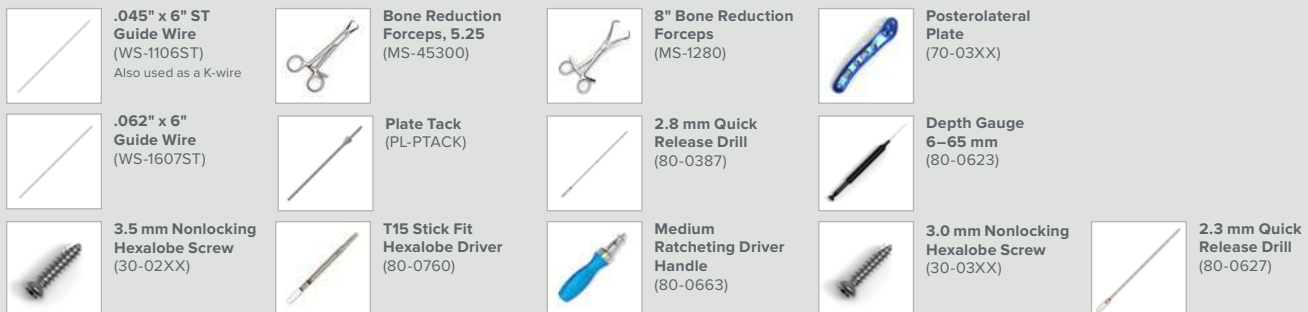 .045" x 6" ST
Guide Wire
(WS-1106ST)
Also used as a K-wire
Bone Reduction
Forceps, 5.25
(MS-45300)
8" Bone Reduction
Forceps
(MS-1280)
Posterolateral
Plate
(70-03XX)
.062" x 6"
Guide Wire
(WS-1607ST)
Plate Tack
(PL-PTACK)
2.8 mm Quick
Release Drill
(80-0387)
Depth Gauge
6–65 mm
(80-0623)
3.5 mm Nonlocking
Hexalobe Screw
(30-02XX)
T15 Stick Fit
Hexalobe Driver
(80-0760)
Medium
Ratcheting Driver
Handle
(80-0663)
3.0 mm Nonlocking
Hexalobe Screw
(30-03XX)
2.3 mm Quick
Release Drill
(80-0627)